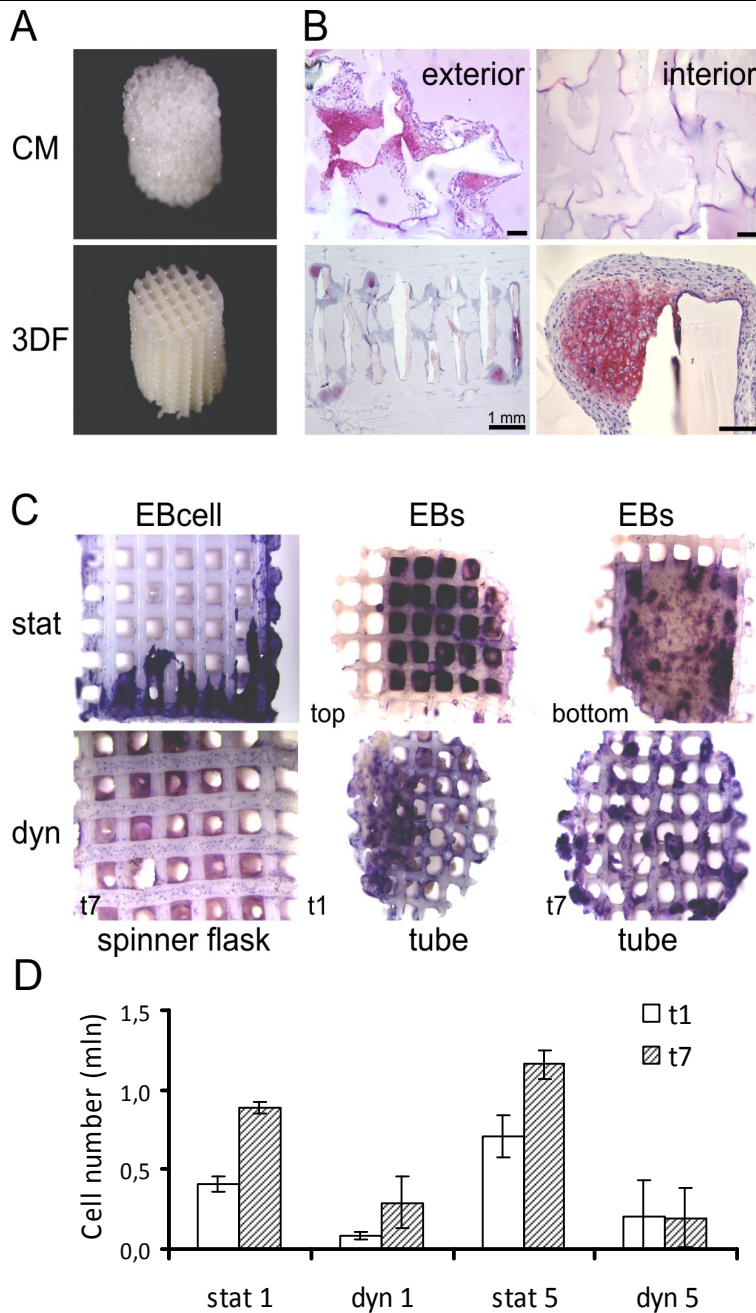 A
B
CM
exterior
interior
3DF
1 mm
C
EBcell
EBs
EBs
stat
top
bottom
dyn
t7
t1
t7
spinner flask
tube
tube
D
Cell number (mln)
1,5
1,0
0,5
0,0
t1
t7
stat 1
dyn 1
stat 5
dyn 5